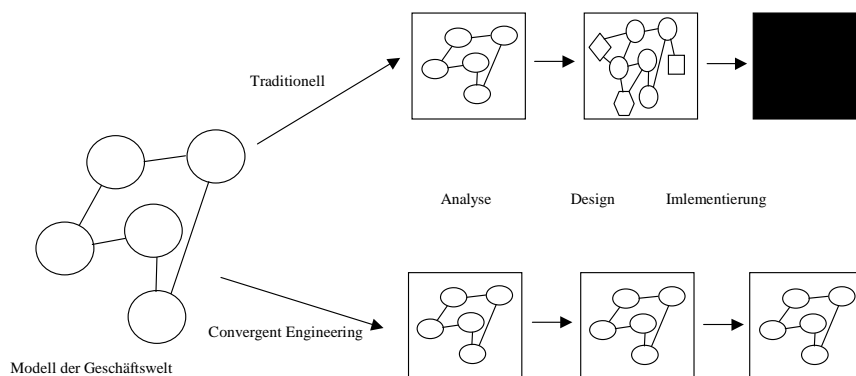 Traditionell
Analyse Design Imlementierung
Convergent Engineering
Modell der Geschäftswelt